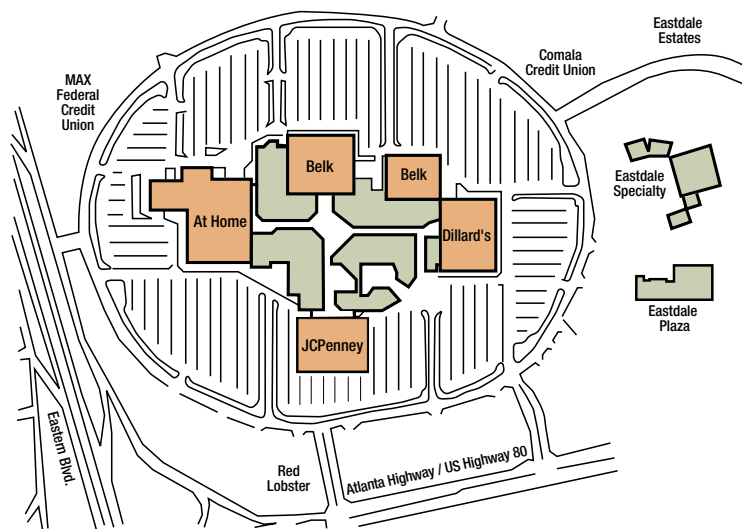 Eastdale
Estates
Comala
Credit Union
MAX
Federal
Credit
Union
Belk
Belk
Eastdale
Specialty
At Home
Dillard's
Eastdale
Plaza
JCPenney
Eastern Blvd.
Red
Lobster
Atlanta Highway / US Highway 80